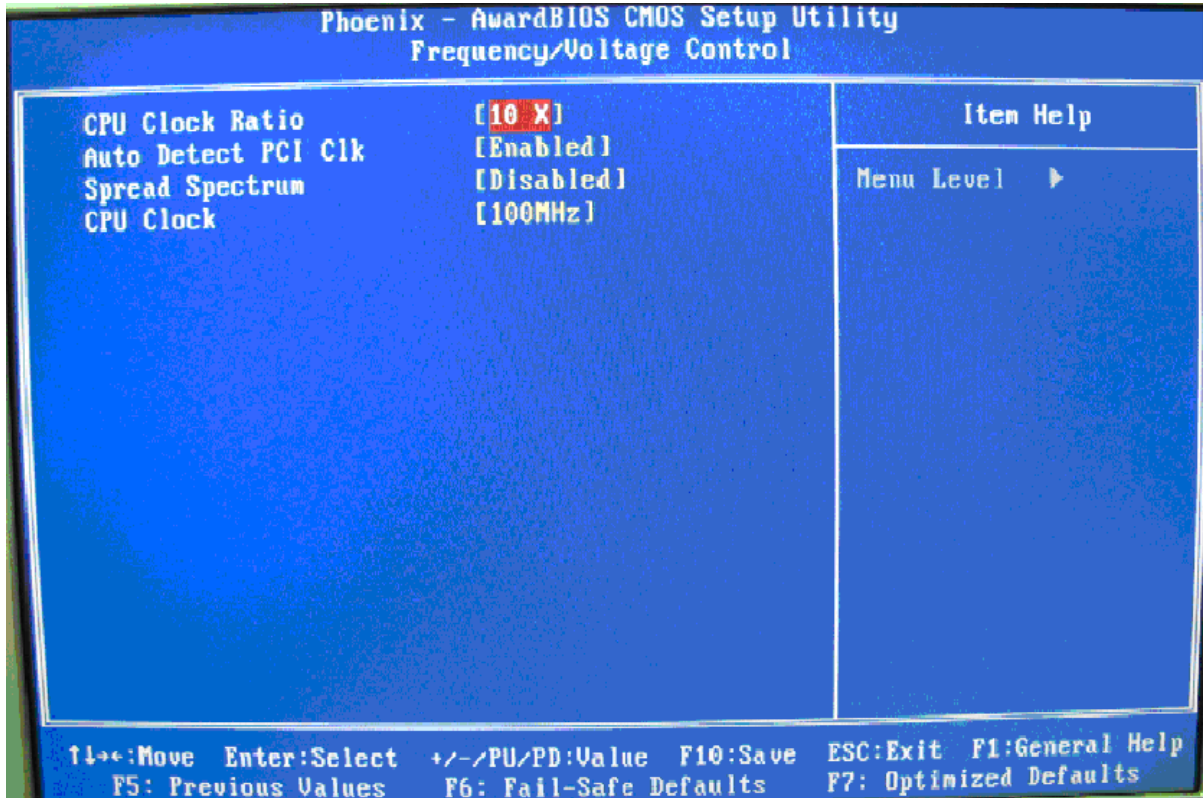 Phoenix - AwardBIOS CMOS Setup Utility
Frequency/Voltage Control
CPU Clock Ratio [10 X]
Auto Detect PCI Clk [Enabled]
Spread Spectrum [Disabled]
CPU Clock [100MHz]
Item Help
Menu Level ▶
↑↓→←:Move Enter:Select +/-/PU/PD:Value F10:Save ESC:Exit F1:General Help
F5: Previous Values F6: Fail-Safe Defaults F7: Optimized Defaults